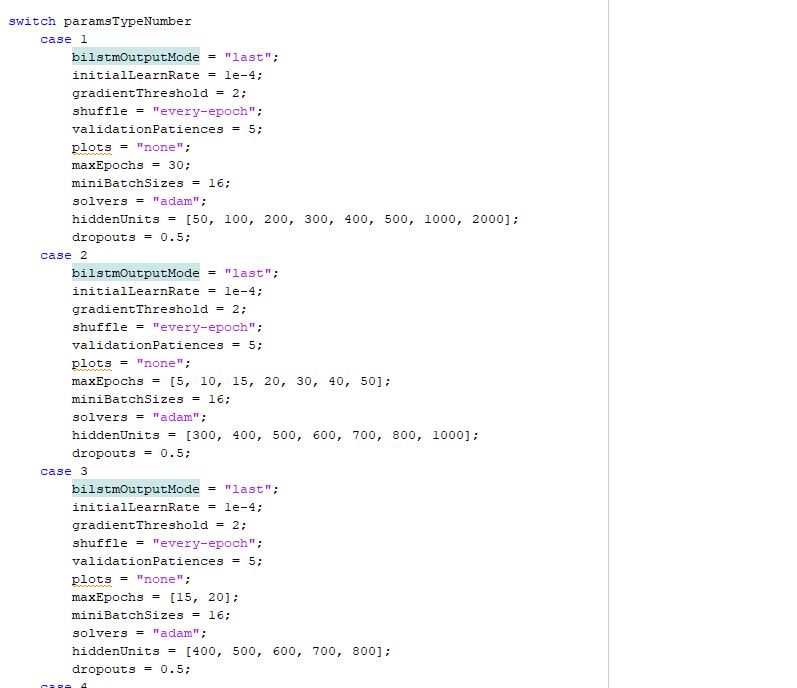 switch paramsTypeNumber
case 1
bilstmOutputMode = "last";
initialLearnRate = 1e-4;
gradientThreshold = 2;
shuffle = "every-epoch";
validationPatiences = 5;
plots = "none";
maxEpochs = 30;
miniBatchSizes = 16;
solvers = "adam";
hiddenUnits = [50, 100, 200, 300, 400, 500, 1000, 2000];
dropouts = 0.5;
case 2
bilstmOutputMode = "last";
initialLearnRate = 1e-4;
gradientThreshold = 2;
shuffle = "every-epoch";
validationPatiences = 5;
plots = "none";
maxEpochs = [5, 10, 15, 20, 30, 40, 50];
miniBatchSizes = 16;
solvers = "adam";
hiddenUnits = [300, 400, 500, 600, 700, 800, 1000];
dropouts = 0.5;
case 3
bilstmOutputMode = "last";
initialLearnRate = 1e-4;
gradientThreshold = 2;
shuffle = "every-epoch";
validationPatiences = 5;
plots = "none";
maxEpochs = [15, 20];
miniBatchSizes = 16;
solvers = "adam";
hiddenUnits = [400, 500, 600, 700, 800];
dropouts = 0.5;
case 4